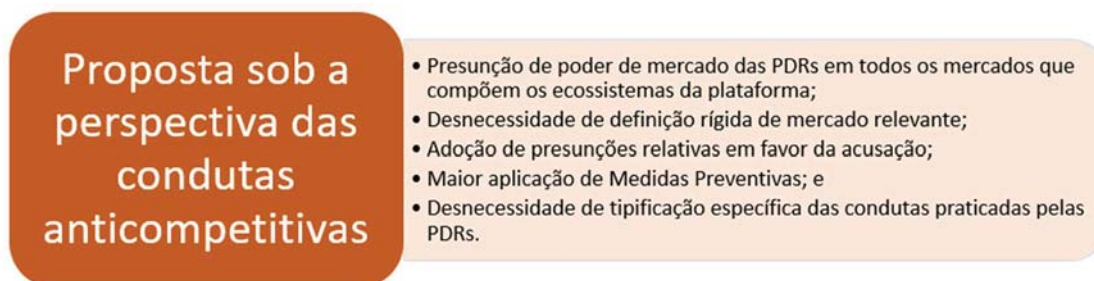 Proposta sob a
perspectiva das
condutas
anticompetitivas
• Presunção de poder de mercado das PDRs em todos os mercados que
compõem os ecossistemas da plataforma;
• Desnecessidade de definição rígida de mercado relevante;
• Adoção de presunções relativas em favor da acusação;
• Maior aplicação de Medidas Preventivas; e
• Desnecessidade de tipificação específica das condutas praticadas pelas
PDRs.